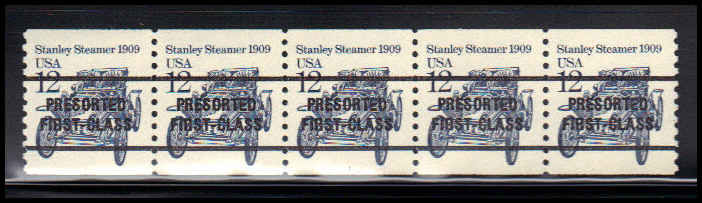 Stanley Steamer 1909 Stanley Steamer 1909 Stanley Steamer 1909 Stanley Steamer 1909 Stanley Steamer 1909
USA USA USA USA USA
12 12 12 12 12
PRESORTED PRESORTED PRESORTED PRESORTED PRESORTED
FIRST-CLASS FIRST-CLASS FIRST-CLASS FIRST-CLASS FIRST-CLASS